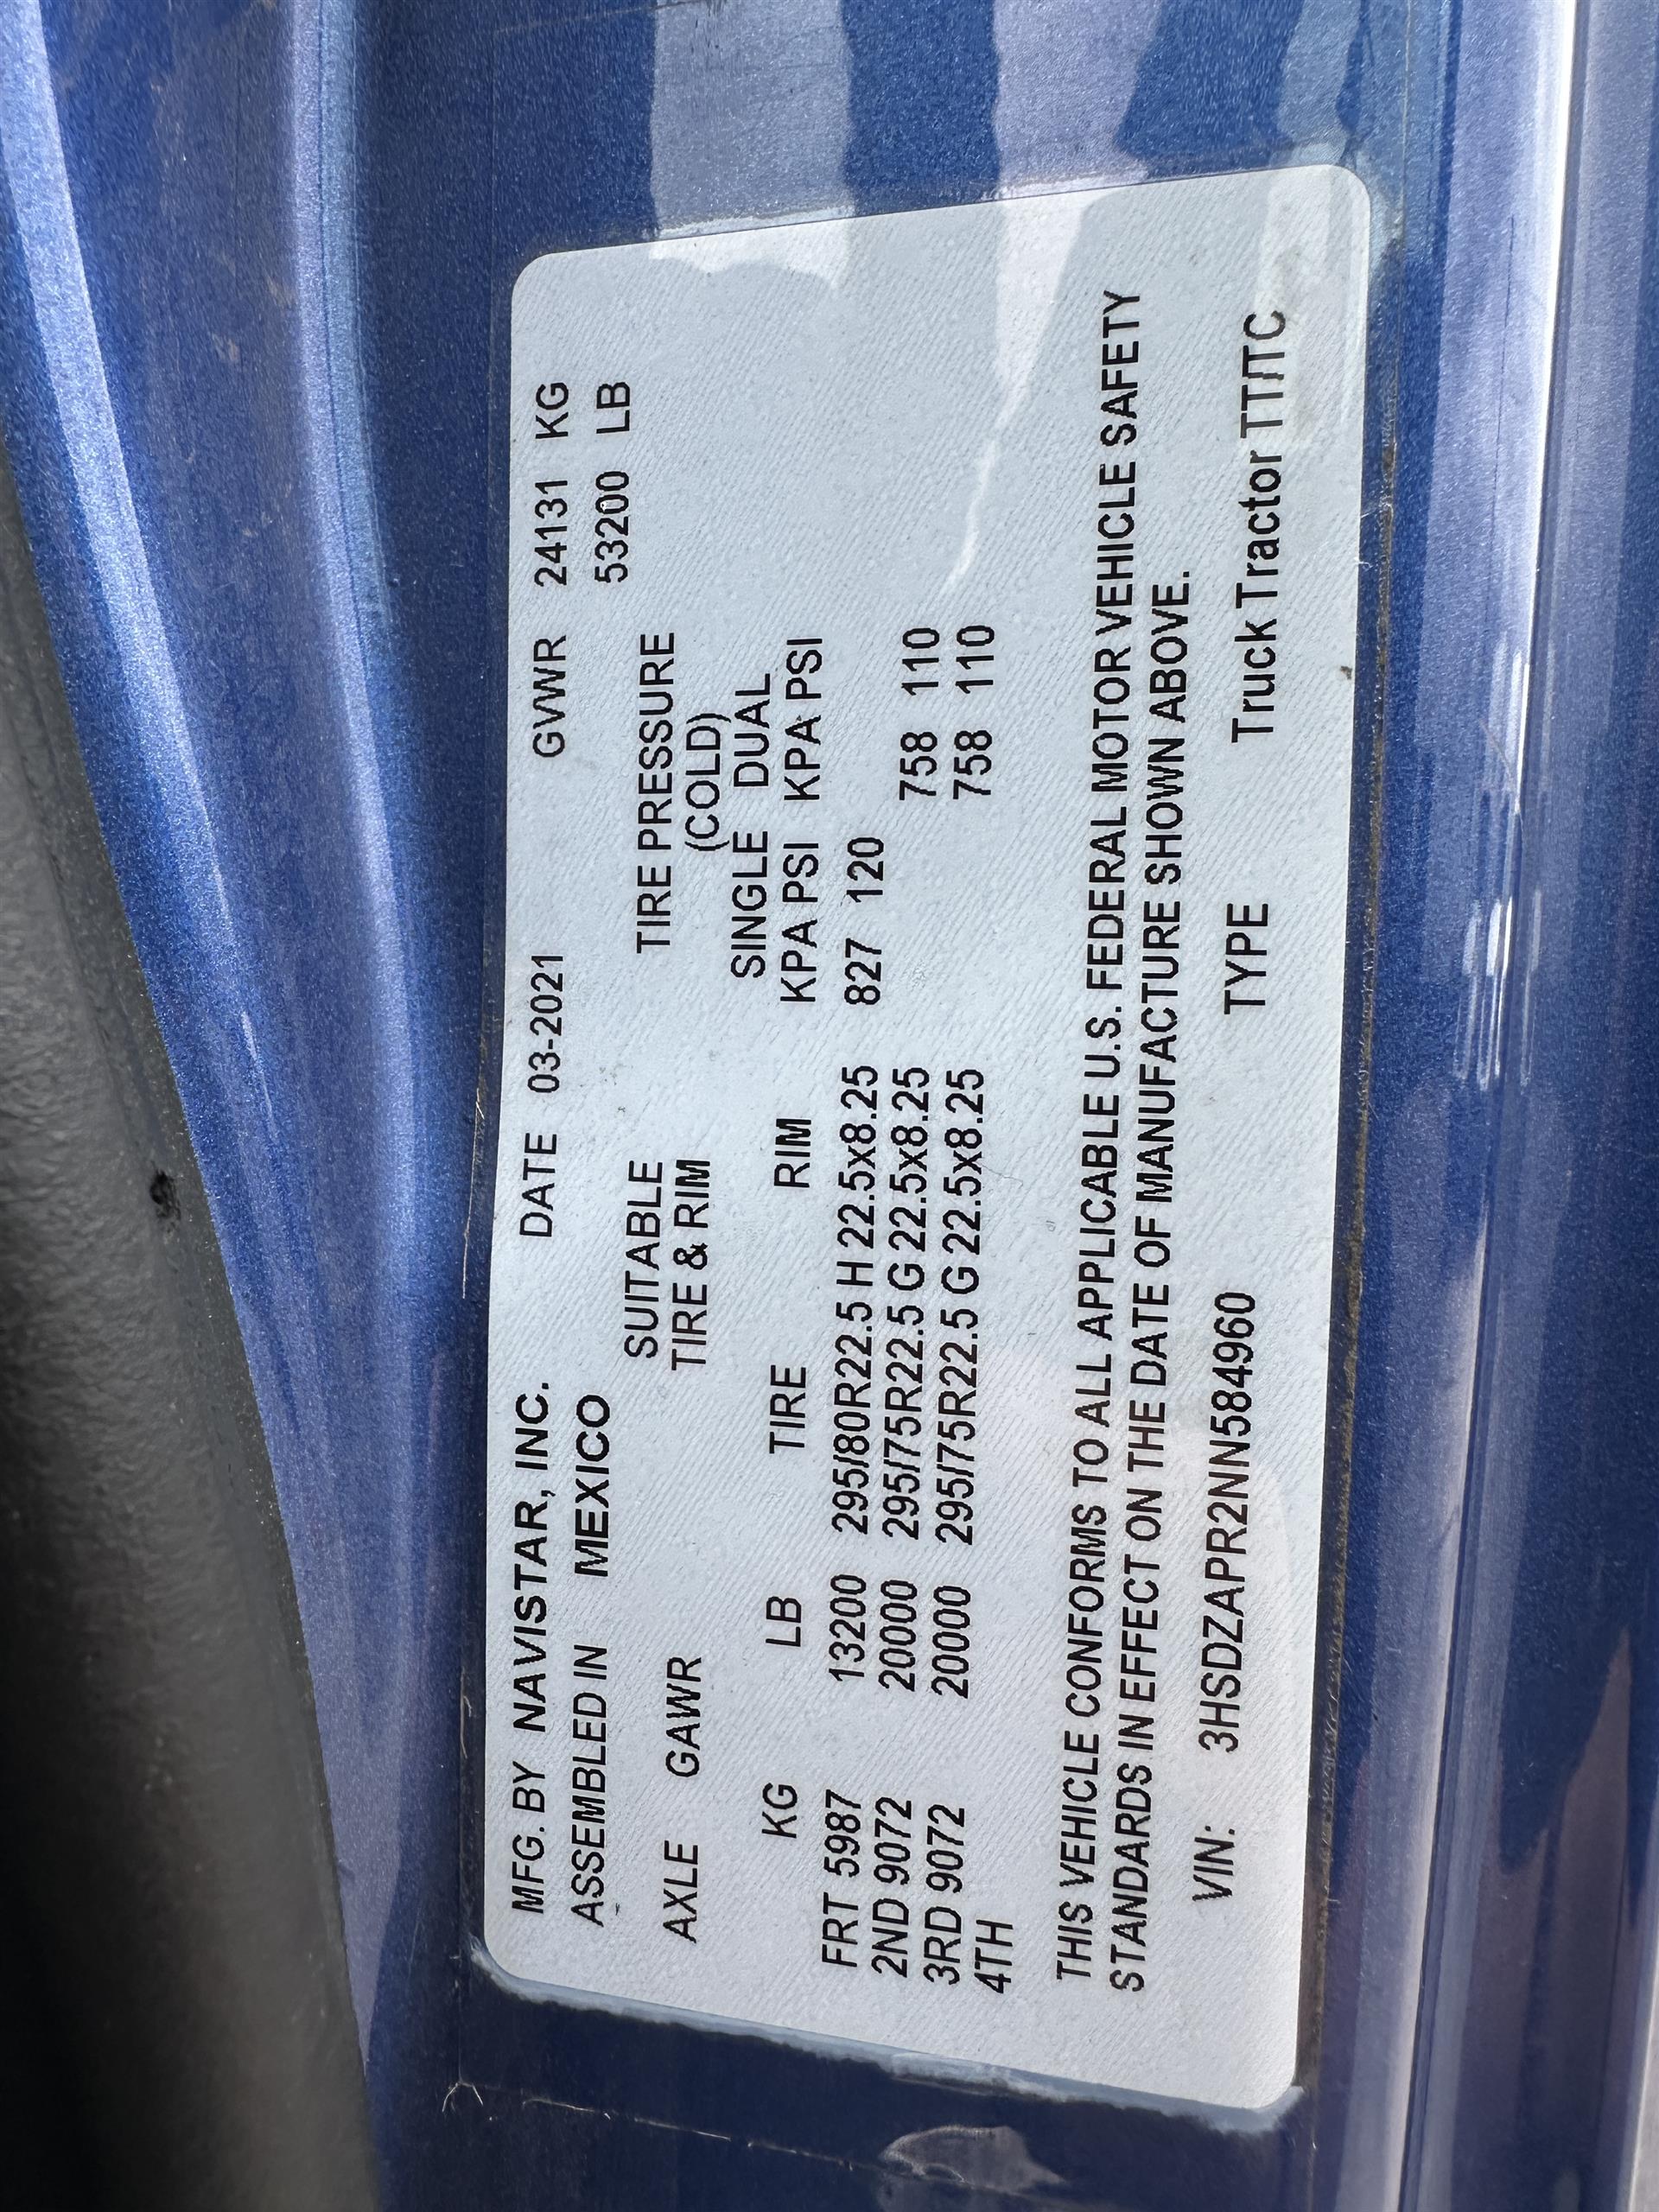 MFG. BY NAVISTAR, INC. DATE 03-2021 GVWR 24131 KG
ASSEMBLED IN MEXICO 53200 LB
SUITABLE TIRE PRESSURE
AXLE GAWR TIRE & RIM (COLD)
SINGLE DUAL
KG LB TIRE RIM KPA PSI KPA PSI
FRT 5987 13200 295/80R22.5 H 22.5x8.25 827 120
2ND 9072 20000 295/75R22.5 G 22.5x8.25 758 110
3RD 9072 20000 295/75R22.5 G 22.5x8.25 758 110
4TH
THIS VEHICLE CONFORMS TO ALL APPLICABLE U.S. FEDERAL MOTOR VEHICLE SAFETY
STANDARDS IN EFFECT ON THE DATE OF MANUFACTURE SHOWN ABOVE.
VIN: 3HSDZAPR2NN584960 TYPE Truck Tractor TT/TC